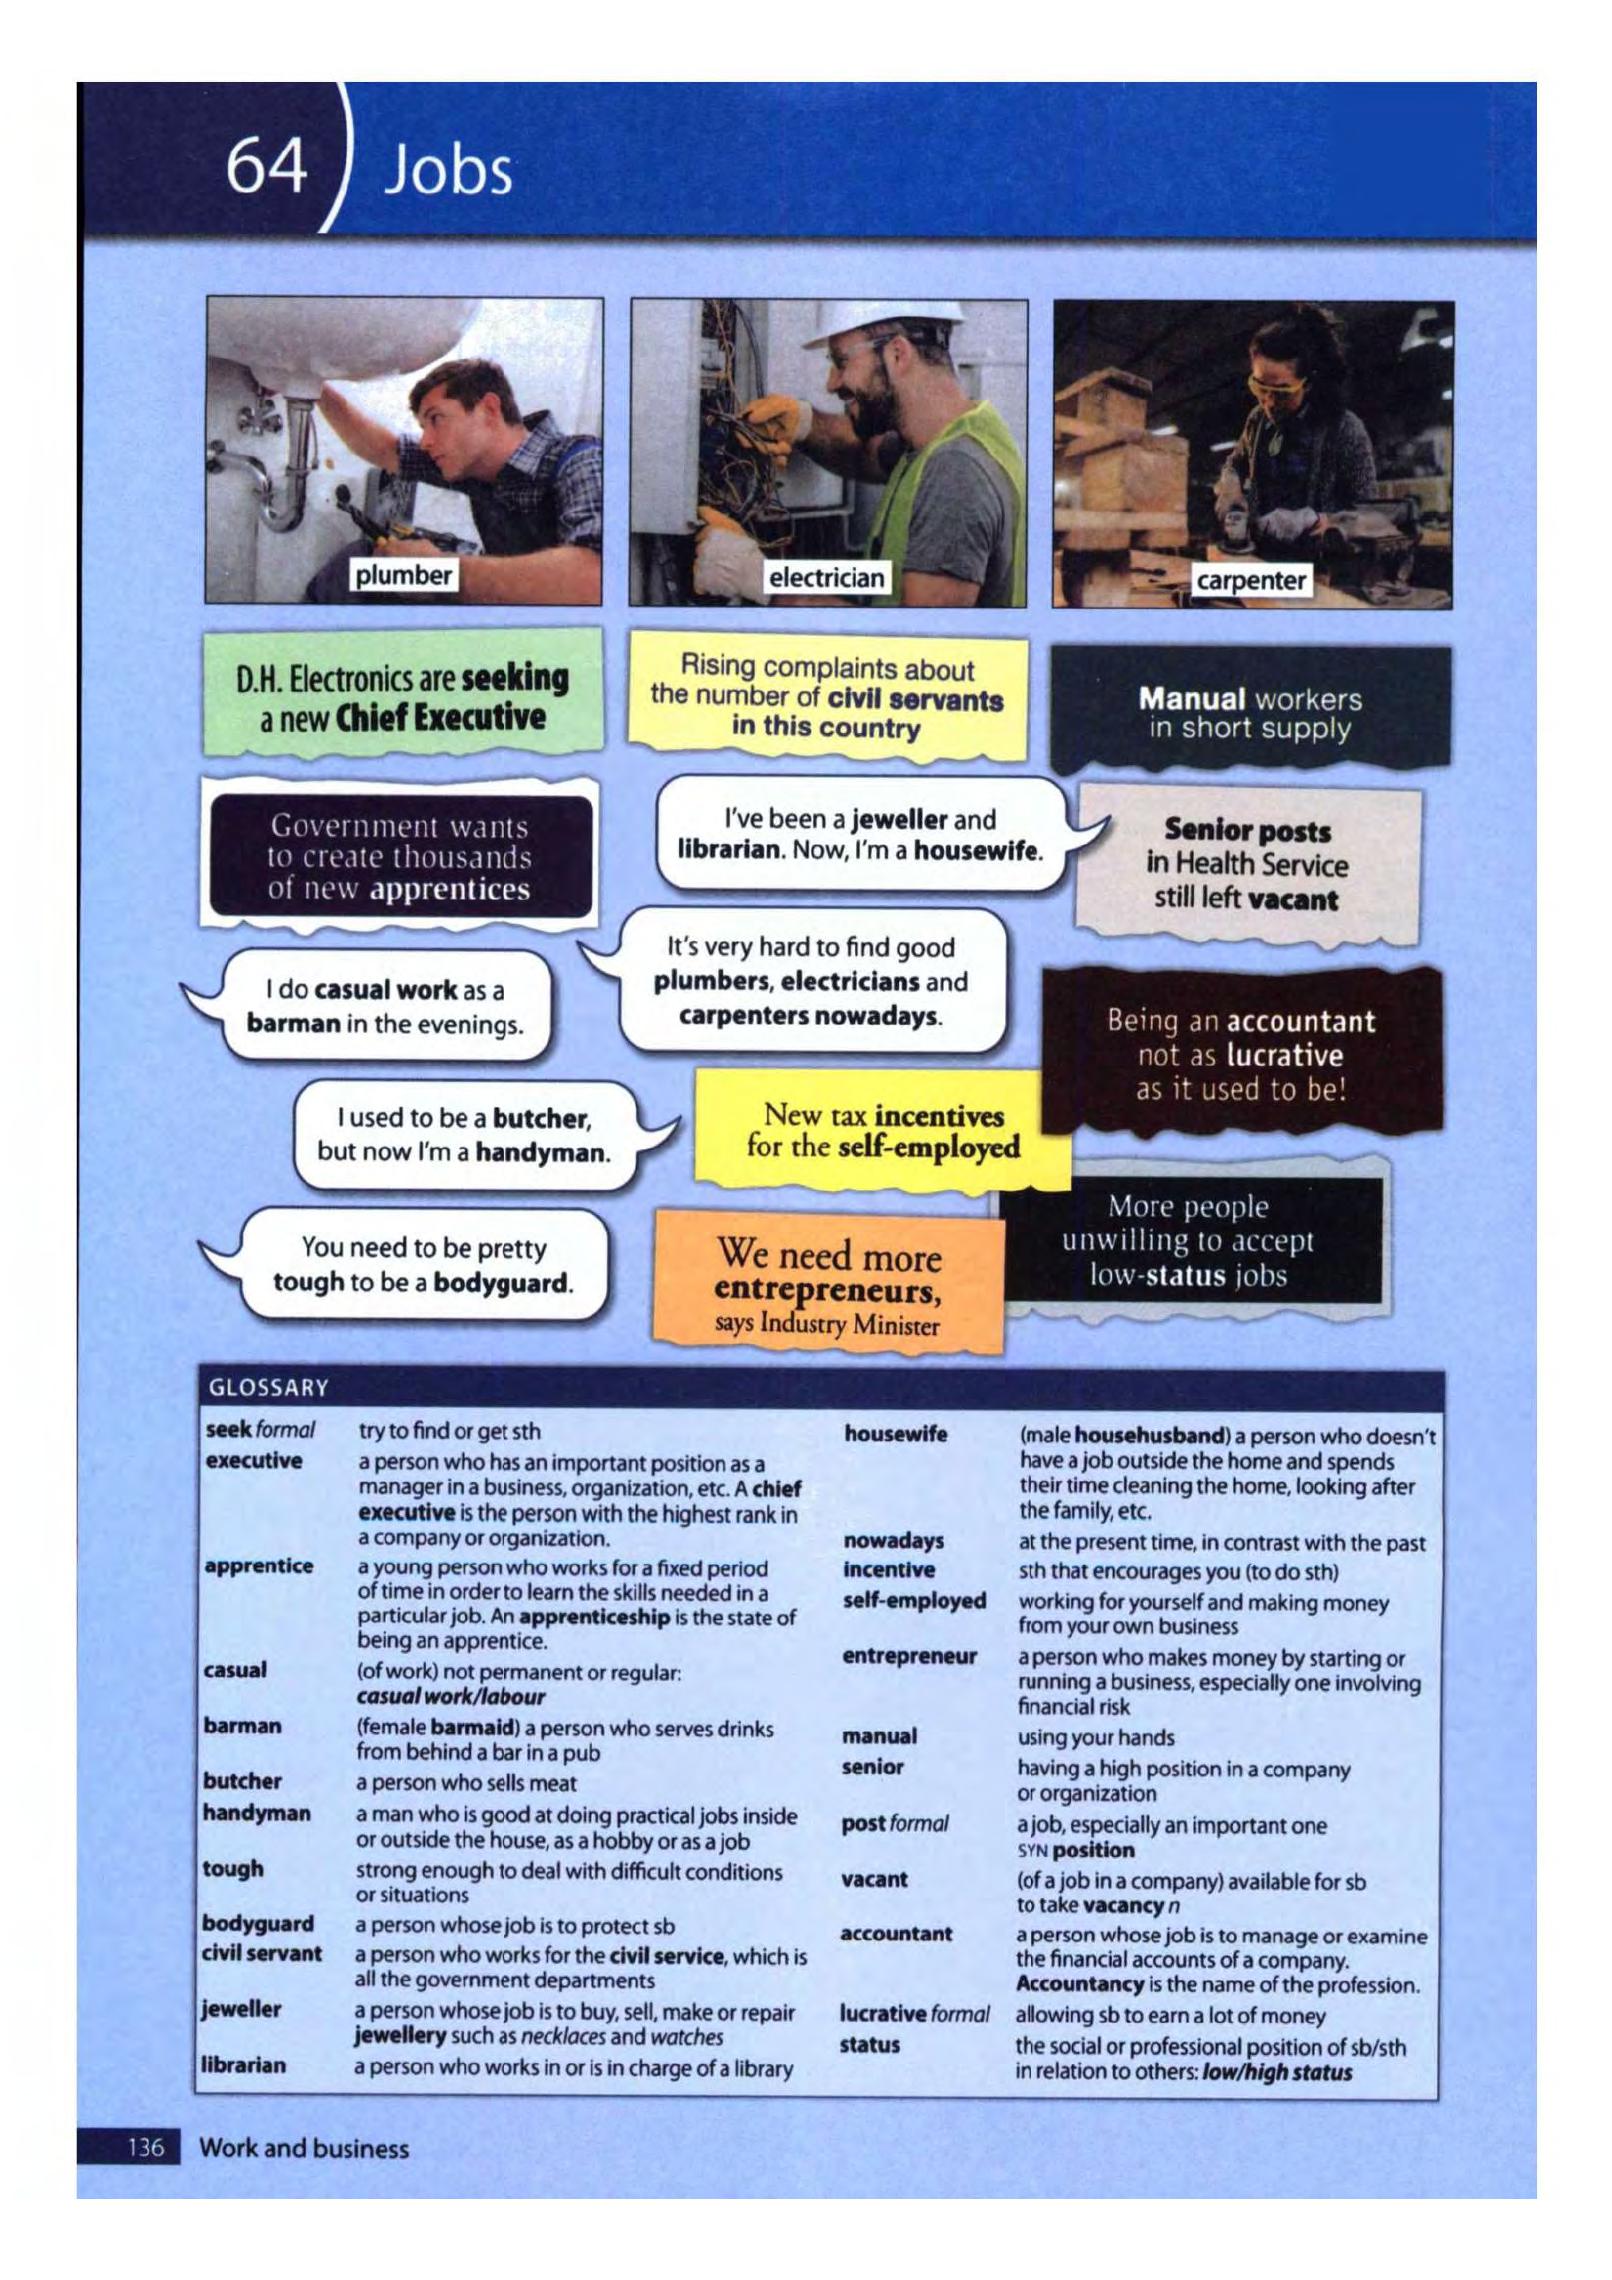 64 Jobs
plumber
electrician
carpenter
D.H. Electronics are seeking
a new Chief Executive
Rising complaints about
the number of civil servants
in this country
Manual workers
in short supply
Government wants
to create thousands
of new apprentices
I've been a jeweller and
librarian. Now, I'm a housewife.
Senior posts
in Health Service
still left vacant
I do casual work as a
barman in the evenings.
It's very hard to find good
plumbers, electricians and
carpenters nowadays.
Being an accountant
not as lucrative
as it used to be!
I used to be a butcher,
but now I'm a handyman.
New tax incentives
for the self-employed
More people
unwilling to accept
low-status jobs
You need to be pretty
tough to be a bodyguard.
We need more
entrepreneurs,
says Industry Minister
GLOSSARY
seek formal try to find or get sth
executive a person who has an important position as a
manager in a business, organization, etc. A chief
executive is the person with the highest rank in
a company or organization.
apprentice a young person who works for a fixed period
of time in order to learn the skills needed in a
particular job. An apprenticeship is the state of
being an apprentice.
casual (of work) not permanent or regular:
casual work/labour
barman (female barmaid) a person who serves drinks
from behind a bar in a pub
butcher a person who sells meat
handyman a man who is good at doing practical jobs inside
or outside the house, as a hobby or as a job
tough strong enough to deal with difficult conditions
or situations
bodyguard a person whose job is to protect sb
civil servant a person who works for the civil service, which is
all the government departments
jeweller a person whose job is to buy, sell, make or repair
jewellery such as necklaces and watches
librarian a person who works in or is in charge of a library
housewife (male househusband) a person who doesn't
have a job outside the home and spends
their time cleaning the home, looking after
the family, etc.
nowadays at the present time, in contrast with the past
incentive sth that encourages you (to do sth)
self-employed working for yourself and making money
from your own business
entrepreneur a person who makes money by starting or
running a business, especially one involving
financial risk
manual using your hands
senior having a high position in a company
or organization
post formal a job, especially an important one
SYN position
vacant (of a job in a company) available for sb
to take vacancy n
accountant a person whose job is to manage or examine
the financial accounts of a company.
Accountancy is the name of the profession.
lucrative formal allowing sb to earn a lot of money
status the social or professional position of sb/sth
in relation to others: low/high status
136 Work and business